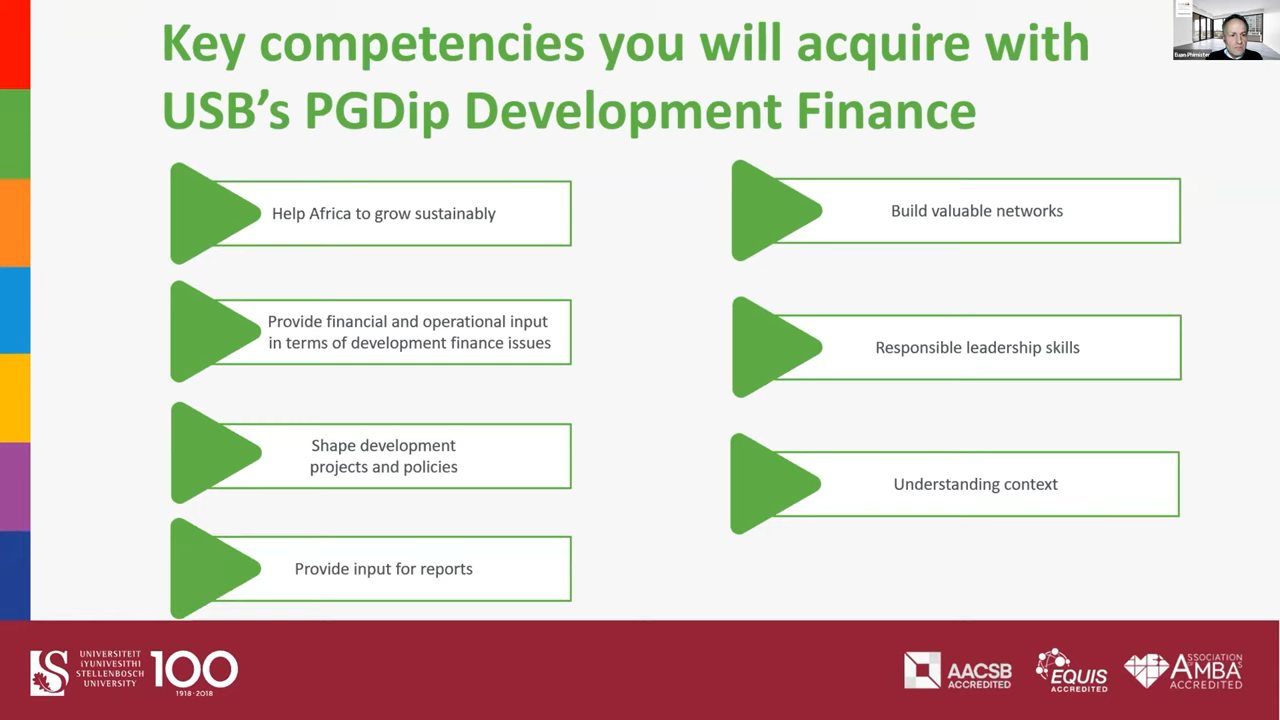 Key competencies you will acquire with
USB's PGDip Development Finance
Help Africa to grow sustainably
Provide financial and operational input
in terms of development finance issues
Shape development
projects and policies
Provide input for reports
Build valuable networks
Responsible leadership skills
Understanding context
UNIVERSITEIT
iYUNIVESITHI
STELLENBOSCH
UNIVERSITY
100
1918·2018
AACSB
ACCREDITED
EQUIS
ACCREDITED
ASSOCIATION
AMBA
ACCREDITED